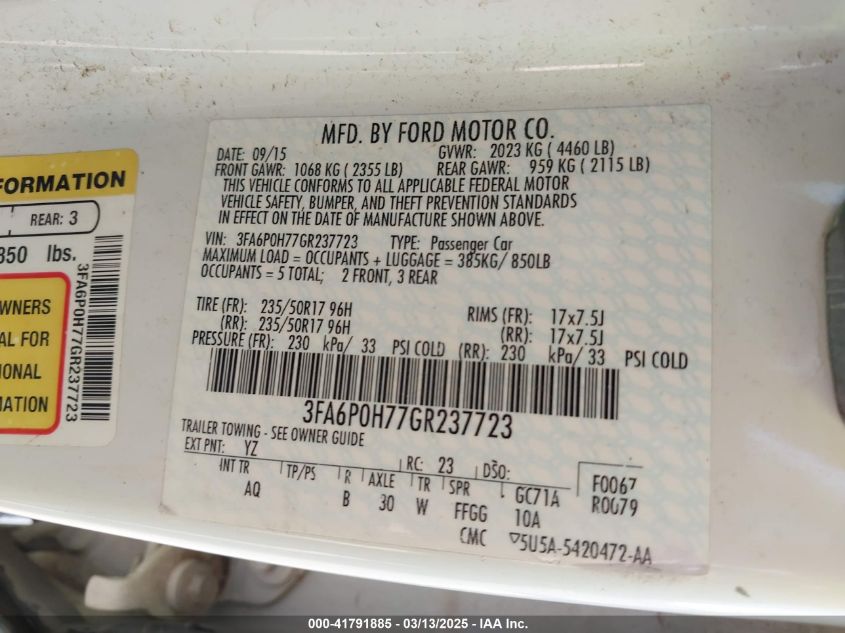 MFD. BY FORD MOTOR CO.
DATE: 09/15 GVWR: 2023 KG ( 4460 LB)
FRONT GAWR: 1068 KG ( 2355 LB) REAR GAWR: 959 KG ( 2115 LB)
THIS VEHICLE CONFORMS TO ALL APPLICABLE FEDERAL MOTOR
VEHICLE SAFETY, BUMPER, AND THEFT PREVENTION STANDARDS
IN EFFECT ON THE DATE OF MANUFACTURE SHOWN ABOVE.
VIN: 3FA6P0H77GR237723 TYPE: Passenger Car
MAXIMUM LOAD = OCCUPANTS + LUGGAGE = 385KG/ 850LB
OCCUPANTS = 5 TOTAL; 2 FRONT, 3 REAR
TIRE (FR): 235/50R17 96H RIMS (FR): 17x7.5J
(RR): 235/50R17 96H (RR): 17x7.5J
PRESSURE (FR): 230 kPa/ 33 PSI COLD (RR): 230 kPa/ 33 PSI COLD
3FA6P0H77GR237723
TRAILER TOWING - SEE OWNER GUIDE
EXT PNT: YZ RC: 23 DSO: F0067
INT TR TP/PS R AXLE TR SPR GC71A R0079
AQ B 30 W FFGG 10A
CMC ▽5U5A-5420472-AA
FORMATION
REAR: 3
850 lbs.
WNERS
AL FOR
IONAL
MATION
3FA6P0H77GR237723
000-41791885 - 03/13/2025 - IAA Inc.